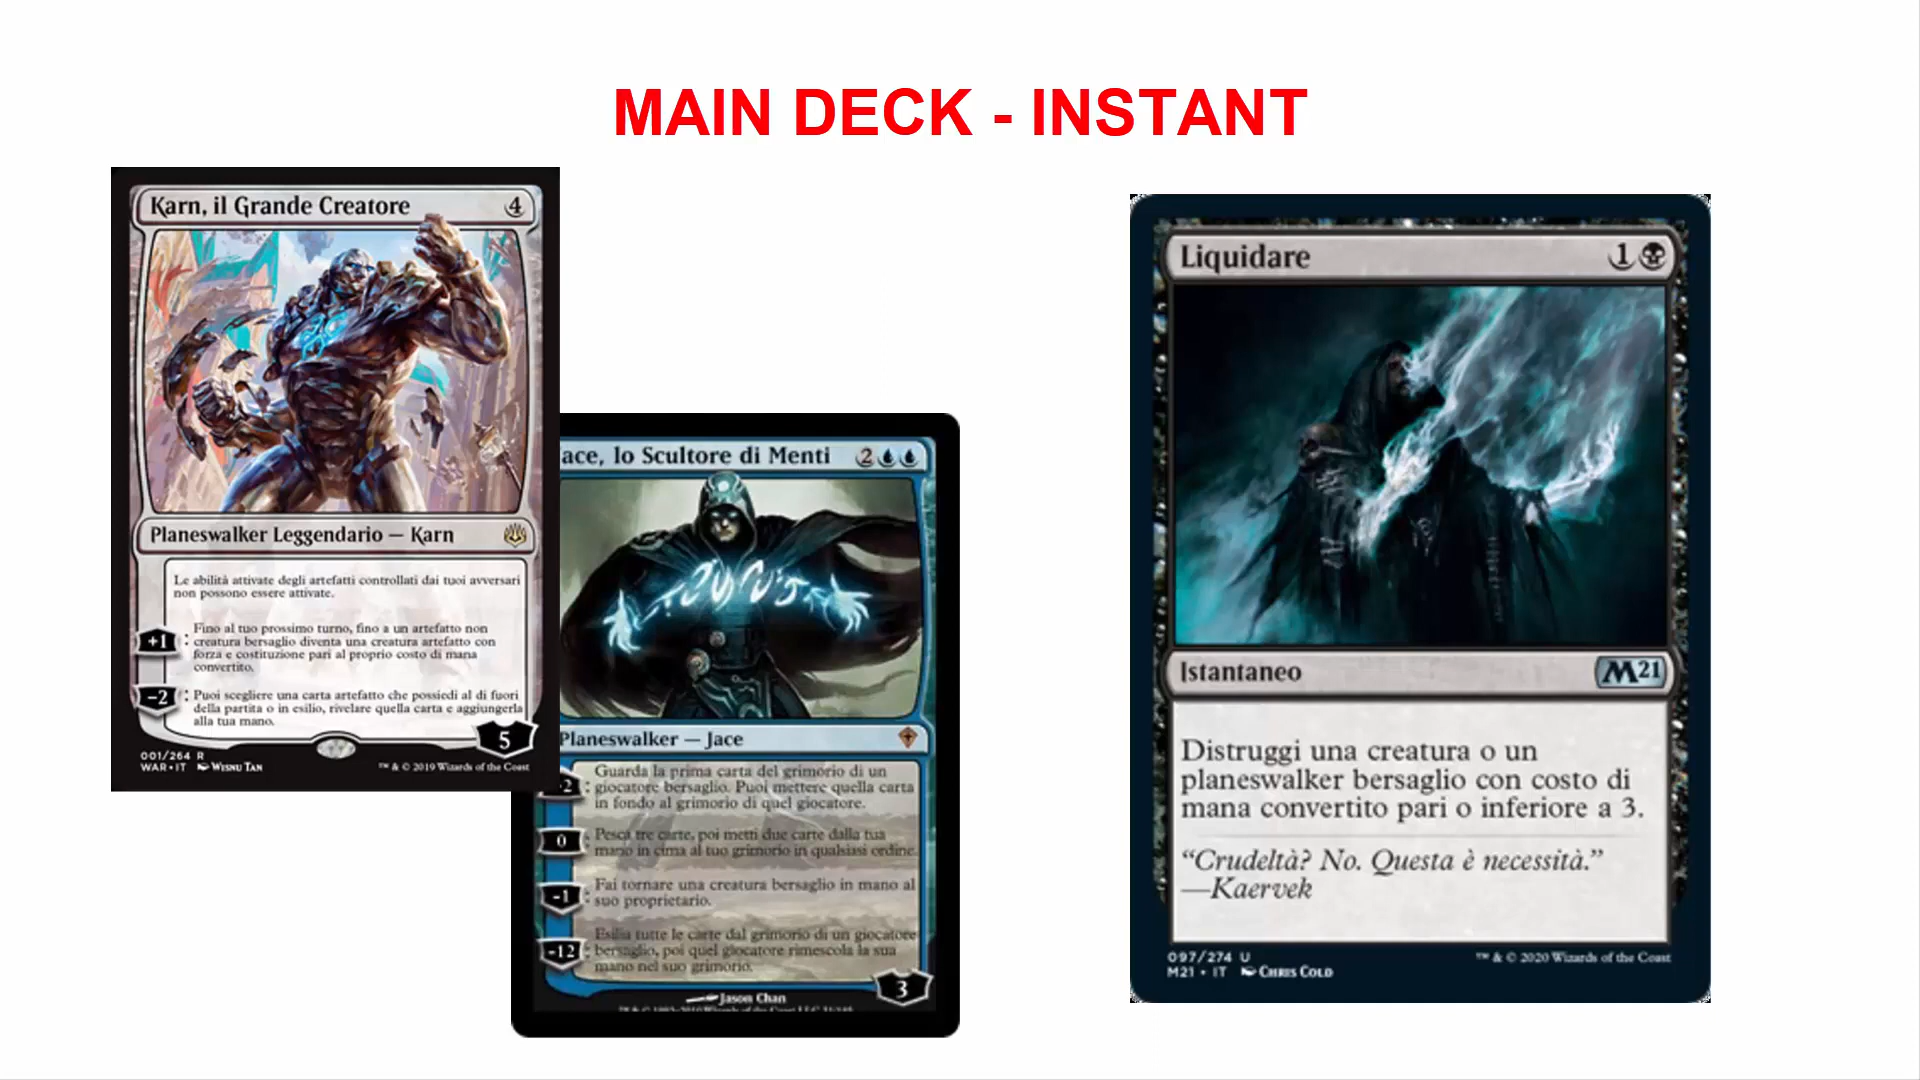 MAIN DECK - INSTANT
Karn, il Grande Creatore 4
Planeswalker Leggendario — Karn
Le abilità attivate degli artefatti controllati dai tuoi avversari
non possono essere attivate.
+1 : Fino al tuo prossimo turno, fino a un artefatto non
creatura bersaglio diventa una creatura artefatto con
forza e costituzione pari al proprio costo di mana
convertito.
−2 : Puoi scegliere una carta artefatto che possiedi al di fuori
della partita o in esilio, rivelare quella carta e aggiungerla
alla tua mano.
5
001/264 R
WAR • IT Wisnu Tan
™ & © 2019 Wizards of the Coast
ace, lo Scultore di Menti 2
Planeswalker — Jace
2 : Guarda la prima carta del grimorio di un
giocatore bersaglio. Puoi mettere quella carta
in fondo al grimorio di quel giocatore.
0 : Pesca tre carte, poi metti due carte dalla tua
mano in cima al tuo grimorio in qualsiasi ordine.
-1 : Fai tornare una creatura bersaglio in mano al
suo proprietario.
-12 : Esilia tutte le carte dal grimorio di un giocatore
bersaglio, poi quel giocatore rimescola la sua
mano nel suo grimorio.
3
Jason Chan
Liquidare 1
Istantaneo M21
Distruggi una creatura o un
planeswalker bersaglio con costo di
mana convertito pari o inferiore a 3.
“Crudeltà? No. Questa è necessità.”
—Kaervek
097/274 U
M21 • IT Chris Cold
™ & © 2020 Wizards of the Coast